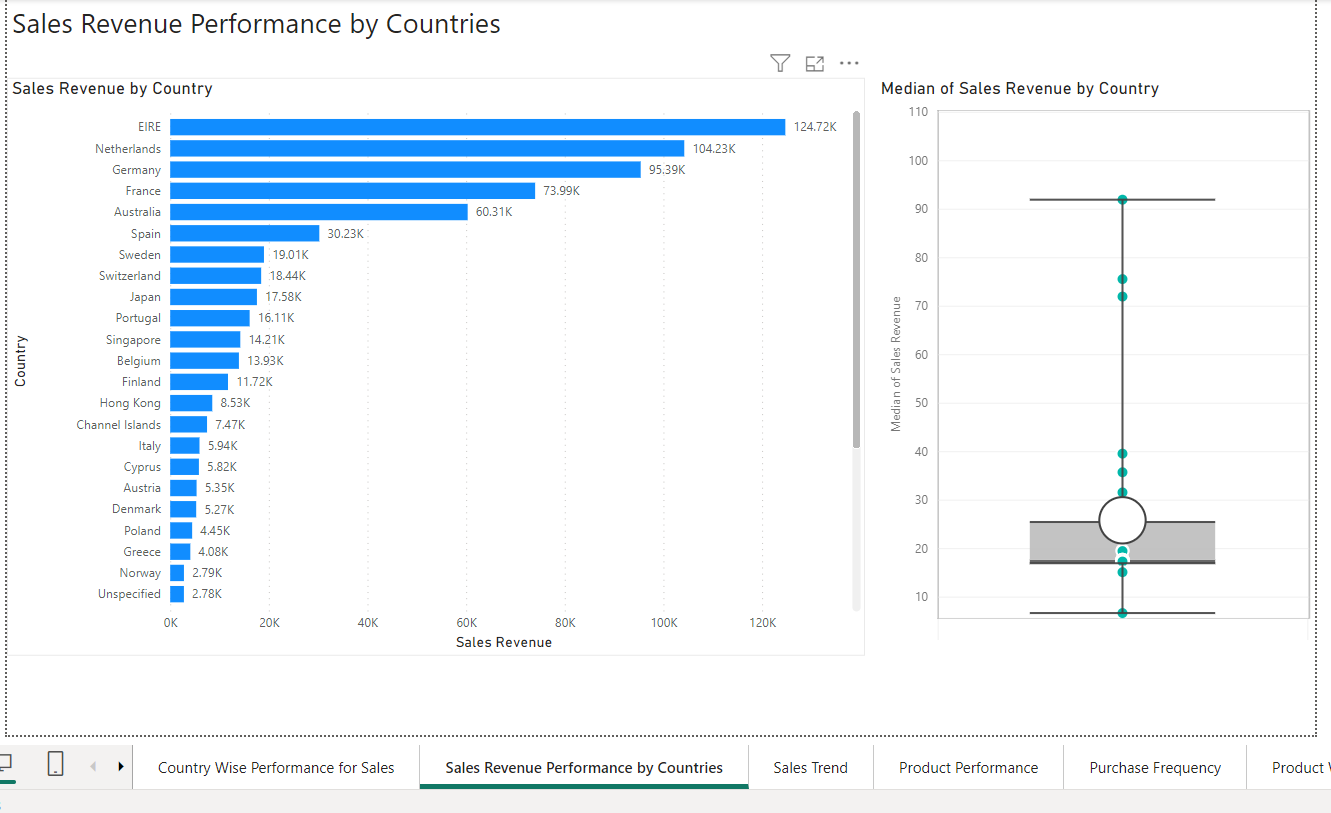 Sales Revenue Performance by Countries
Sales Revenue by Country
Country
EIRE 124.72K
Netherlands 104.23K
Germany 95.39K
France 73.99K
Australia 60.31K
Spain 30.23K
Sweden 19.01K
Switzerland 18.44K
Japan 17.58K
Portugal 16.11K
Singapore 14.21K
Belgium 13.93K
Finland 11.72K
Hong Kong 8.53K
Channel Islands 7.47K
Italy 5.94K
Cyprus 5.82K
Austria 5.35K
Denmark 5.27K
Poland 4.45K
Greece 4.08K
Norway 2.79K
Unspecified 2.78K
0K 20K 40K 60K 80K 100K 120K
Sales Revenue
Median of Sales Revenue by Country
Median of Sales Revenue
110
100
90
80
70
60
50
40
30
20
10
Country Wise Performance for Sales
Sales Revenue Performance by Countries
Sales Trend
Product Performance
Purchase Frequency
Product